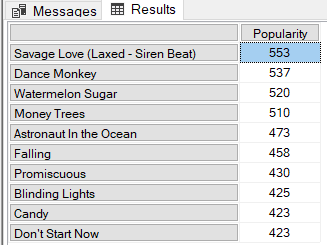 Messages Results
Popularity
Savage Love (Laxed - Siren Beat) 553
Dance Monkey 537
Watermelon Sugar 520
Money Trees 510
Astronaut In the Ocean 473
Falling 458
Promiscuous 430
Blinding Lights 425
Candy 423
Don't Start Now 423